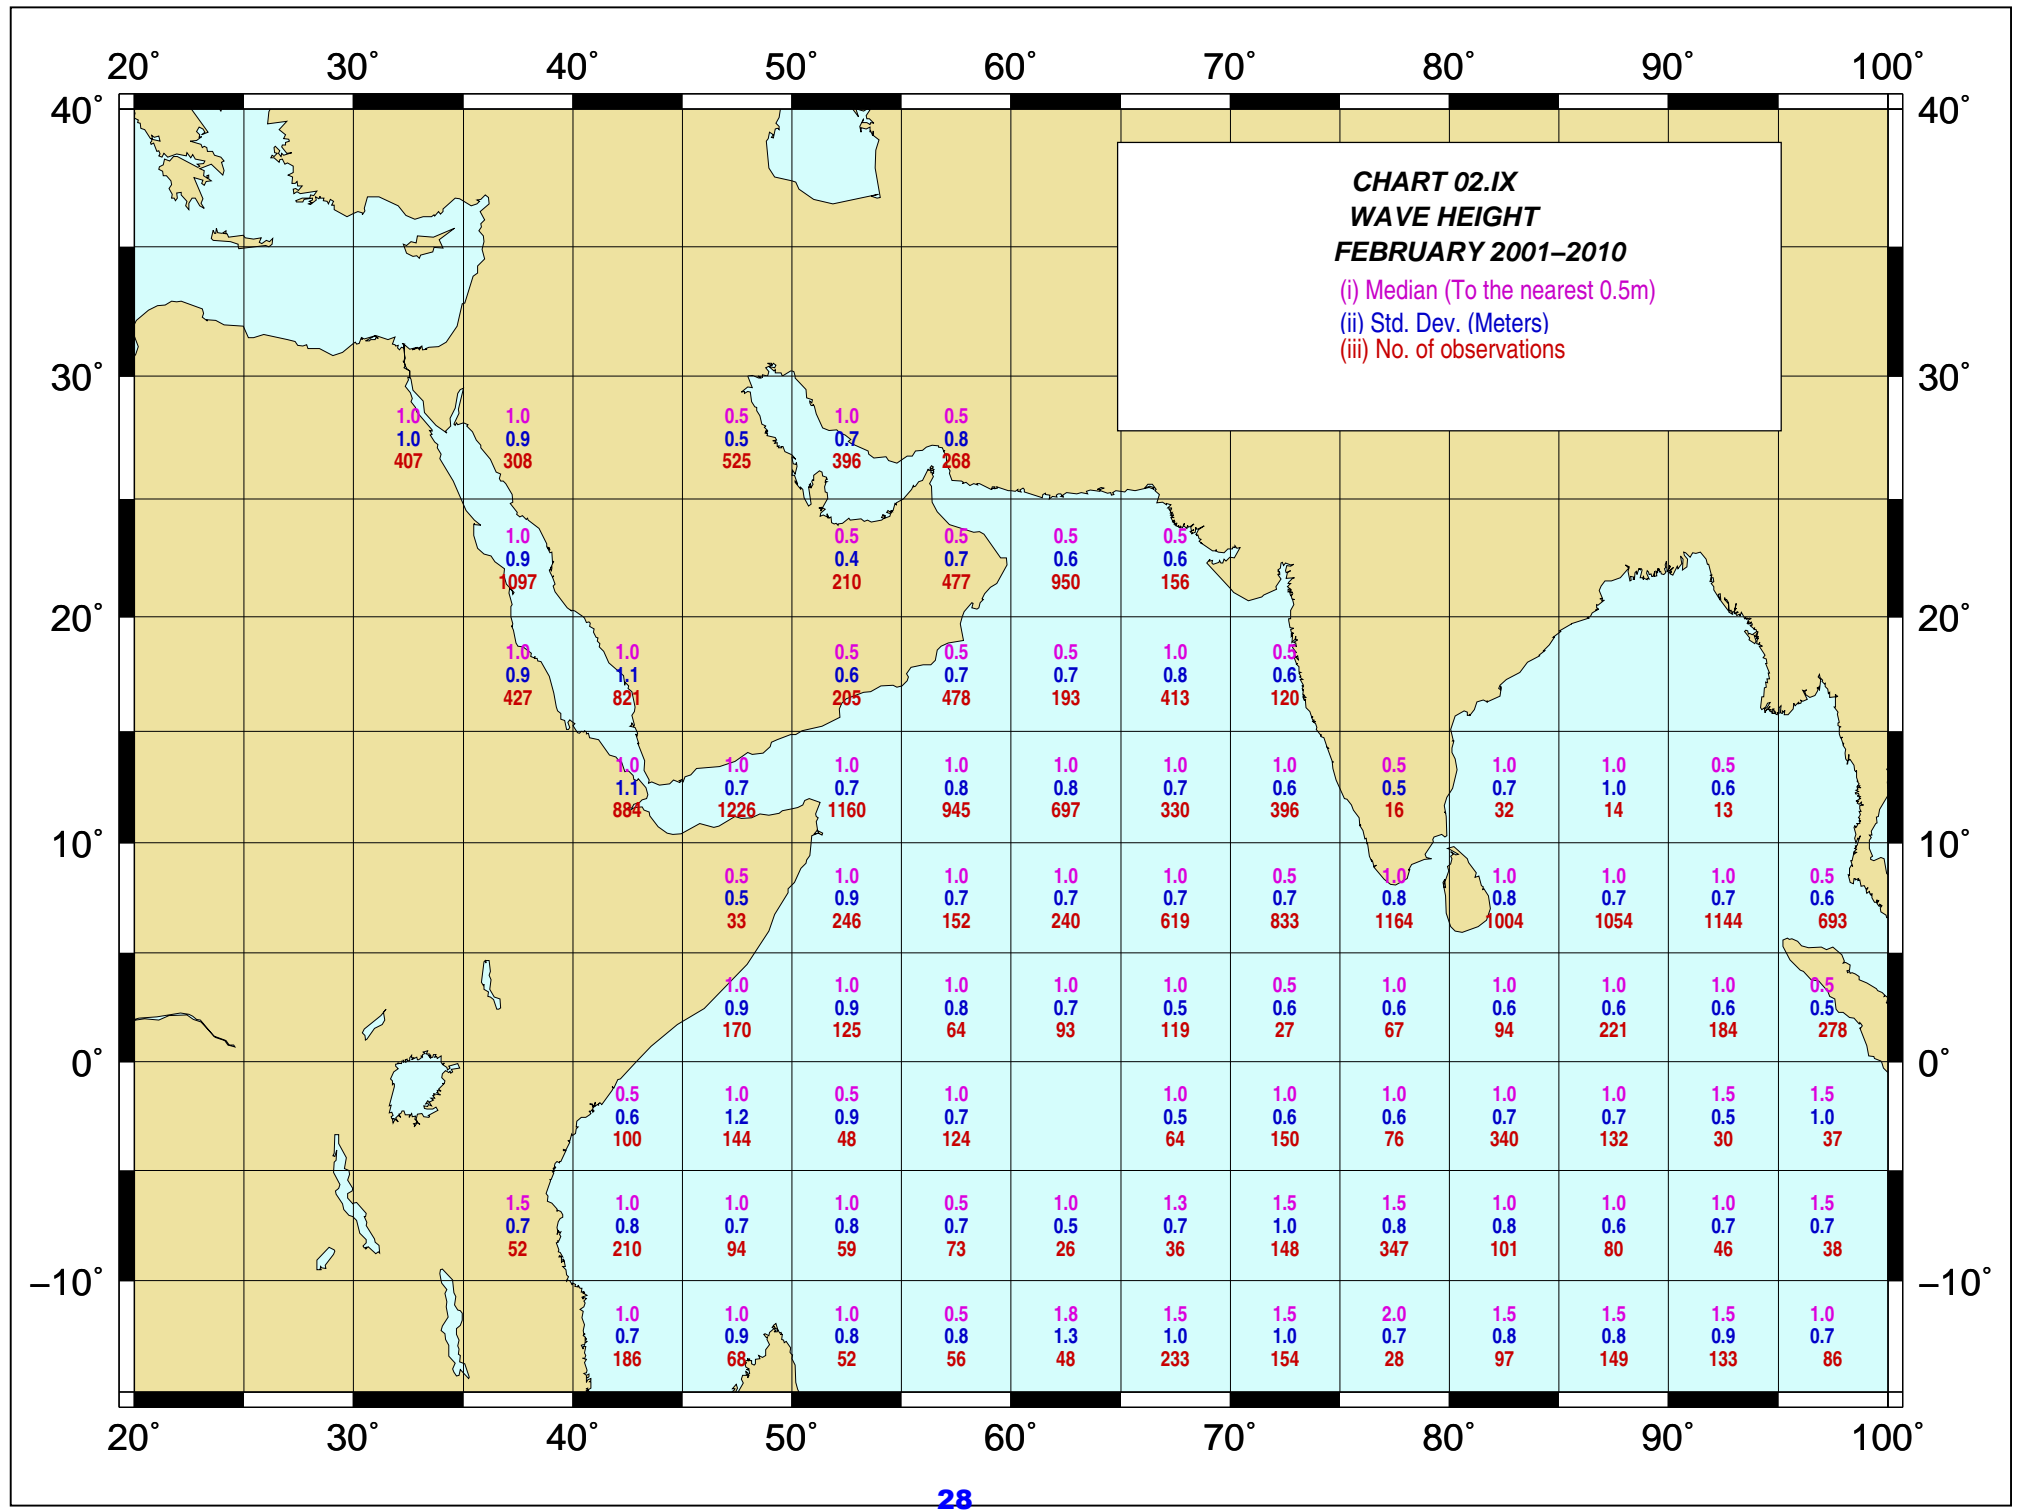 20° 30° 40° 50° 60° 70° 80° 90° 100°
40° 40°
CHART 02.IX
WAVE HEIGHT
FEBRUARY 2001–2010
(i) Median (To the nearest 0.5m)
(ii) Std. Dev. (Meters)
(iii) No. of observations
30° 30°
1.0 1.0 0.5 1.0 0.5
1.0 0.9 0.5 0.7 0.8
407 308 525 396 268
1.0 0.5 0.5 0.5 0.5
0.9 0.4 0.7 0.6 0.6
1097 210 477 950 156
20° 20°
1.0 1.0 0.5 0.5 0.5 1.0 0.5
0.9 1.1 0.6 0.7 0.7 0.8 0.6
427 821 205 478 193 413 120
1.0 1.0 1.0 1.0 1.0 1.0 1.0 0.5 1.0 1.0 0.5
1.1 0.7 0.7 0.8 0.8 0.7 0.6 0.5 0.7 1.0 0.6
884 1226 1160 945 697 330 396 16 32 14 13
10° 10°
0.5 1.0 1.0 1.0 1.0 0.5 1.0 1.0 1.0 1.0 0.5
0.5 0.9 0.7 0.7 0.7 0.7 0.8 0.8 0.7 0.7 0.6
33 246 152 240 619 833 1164 1004 1054 1144 693
1.0 1.0 1.0 1.0 1.0 0.5 1.0 1.0 1.0 1.0 0.5
0.9 0.9 0.8 0.7 0.5 0.6 0.6 0.6 0.6 0.6 0.5
170 125 64 93 119 27 67 94 221 184 278
0° 0°
0.5 1.0 0.5 1.0 1.0 1.0 1.0 1.0 1.0 1.5 1.5
0.6 1.2 0.9 0.7 0.5 0.6 0.6 0.7 0.7 0.5 1.0
100 144 48 124 64 150 76 340 132 30 37
1.5 1.0 1.0 1.0 0.5 1.0 1.3 1.5 1.5 1.0 1.0 1.0 1.5
0.7 0.8 0.7 0.8 0.7 0.5 0.7 1.0 0.8 0.8 0.6 0.7 0.7
52 210 94 59 73 26 36 148 347 101 80 46 38
–10° –10°
1.0 1.0 1.0 0.5 1.8 1.5 1.5 2.0 1.5 1.5 1.5 1.0
0.7 0.9 0.8 0.8 1.3 1.0 1.0 0.7 0.8 0.8 0.9 0.7
186 68 52 56 48 233 154 28 97 149 133 86
20° 30° 40° 50° 60° 70° 80° 90° 100°
28